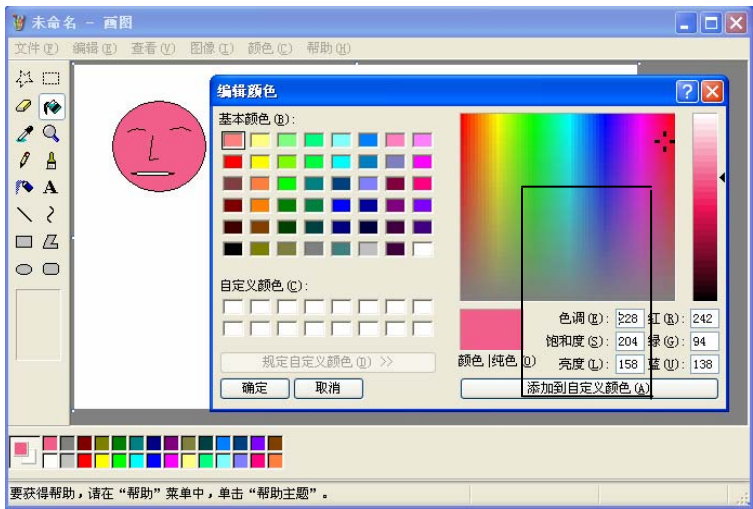 未命名 - 画图
文件(F) 编辑(E) 查看(V) 图像(I) 颜色(C) 帮助(H)
编辑颜色
基本颜色(B):
自定义颜色(C):
规定自定义颜色(D) >>
确定 取消
颜色|纯色(O)
色调(E): 228 红(R): 242
饱和度(S): 204 绿(G): 94
亮度(L): 158 蓝(U): 138
添加到自定义颜色(A)
A
要获得帮助，请在“帮助”菜单中，单击“帮助主题”。